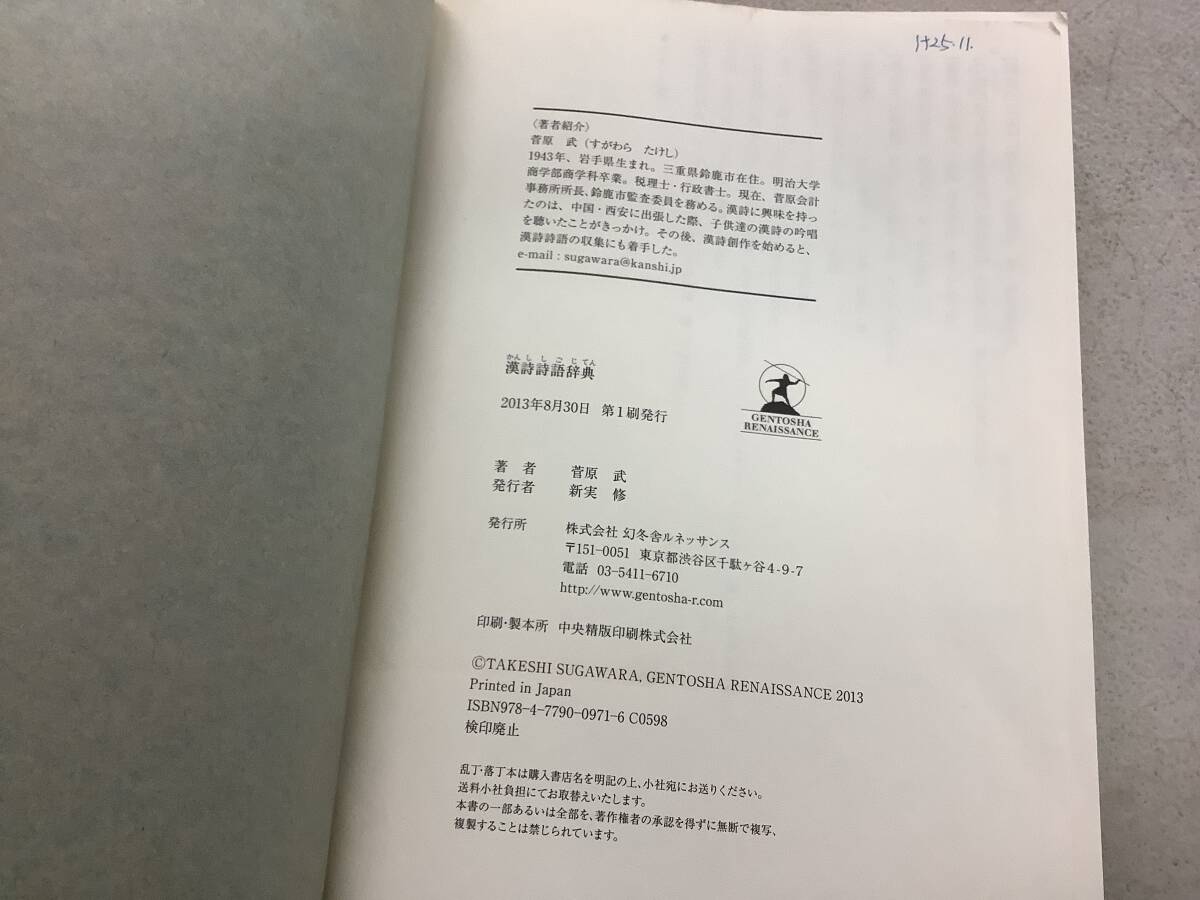 H25.11.
〈著者紹介〉
菅原　武（すがわら　たけし）
1943年、岩手県生まれ。三重県鈴鹿市在住。明治大学
商学部商学科卒業。税理士・行政書士。現在、菅原会計
事務所所長、鈴鹿市監査委員を務める。漢詩に興味を持っ
たのは、中国・西安に出張した際、子供達の漢詩の吟唱
を聴いたことがきっかけ。その後、漢詩創作を始めると、
漢詩詩語の収集にも着手した。
e-mail : sugawara@kanshi.jp
かんししごじてん
漢詩詩語辞典
2013年8月30日　第1刷発行
GENTOSHA
RENAISSANCE
著　者　菅原　武
発行者　新実　修
発行所　株式会社 幻冬舎ルネッサンス
〒151-0051 東京都渋谷区千駄ヶ谷4-9-7
電話 03-5411-6710
http://www.gentosha-r.com
印刷・製本所　中央精版印刷株式会社
©TAKESHI SUGAWARA, GENTOSHA RENAISSANCE 2013
Printed in Japan
ISBN978-4-7790-0971-6 C0598
検印廃止
乱丁・落丁本は購入書店名を明記の上、小社宛にお送りください。
送料小社負担にてお取替えいたします。
本書の一部あるいは全部を、著作権者の承認を得ずに無断で複写、
複製することは禁じられています。